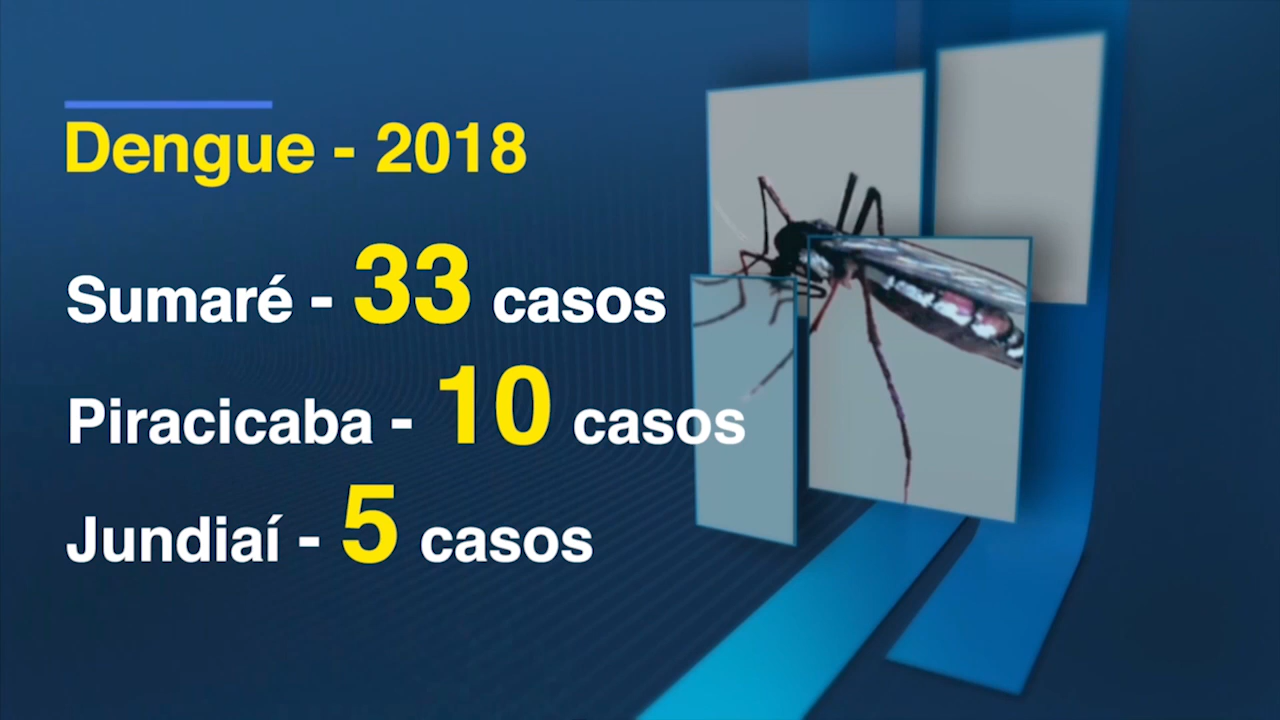 Dengue - 2018
Sumaré - 33 casos
Piracicaba - 10 casos
Jundiaí - 5 casos